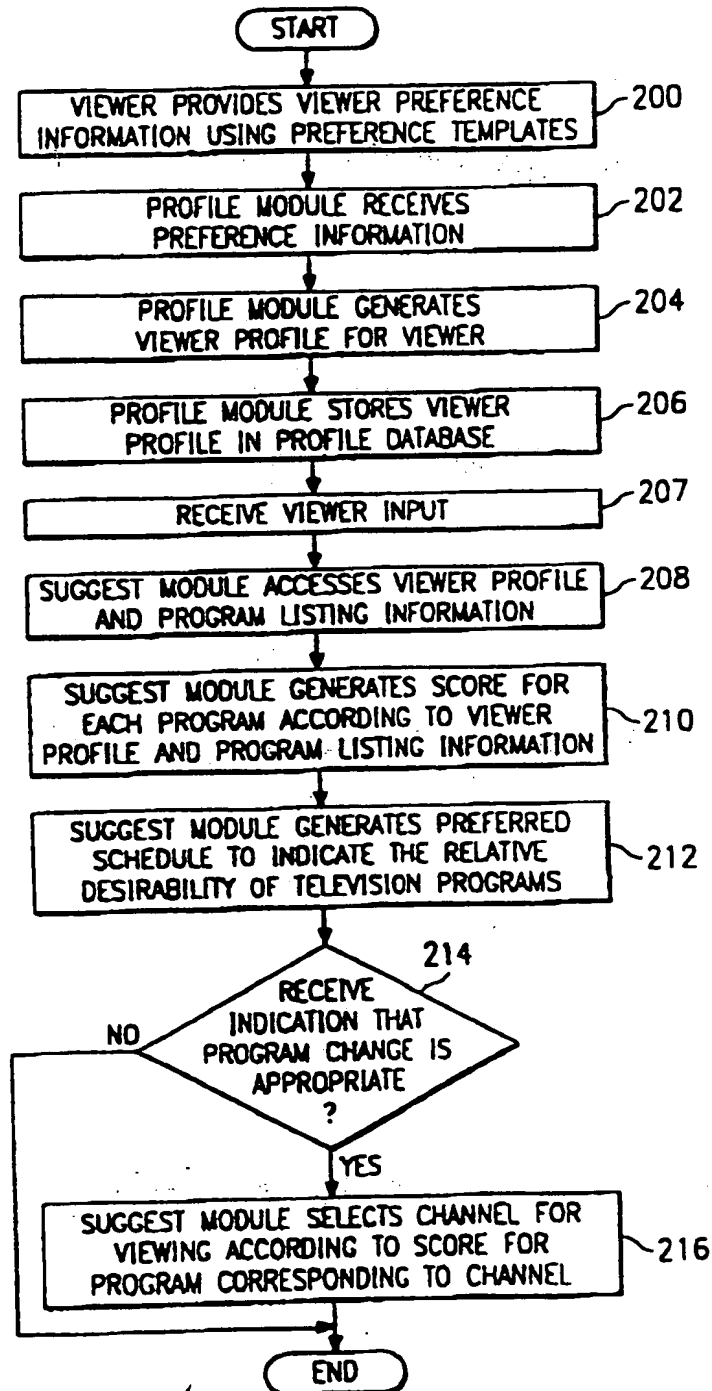 START
VIEWER PROVIDES VIEWER PREFERENCE
INFORMATION USING PREFERENCE TEMPLATES
200
PROFILE MODULE RECEIVES
PREFERENCE INFORMATION
202
PROFILE MODULE GENERATES
VIEWER PROFILE FOR VIEWER
204
PROFILE MODULE STORES VIEWER
PROFILE IN PROFILE DATABASE
206
RECEIVE VIEWER INPUT
207
SUGGEST MODULE ACCESSES VIEWER PROFILE
AND PROGRAM LISTING INFORMATION
208
SUGGEST MODULE GENERATES SCORE FOR
EACH PROGRAM ACCORDING TO VIEWER
PROFILE AND PROGRAM LISTING INFORMATION
210
SUGGEST MODULE GENERATES PREFERRED
SCHEDULE TO INDICATE THE RELATIVE
DESIRABILITY OF TELEVISION PROGRAMS
212
214
RECEIVE
INDICATION THAT
PROGRAM CHANGE IS
APPROPRIATE
?
NO
YES
SUGGEST MODULE SELECTS CHANNEL FOR
VIEWING ACCORDING TO SCORE FOR
PROGRAM CORRESPONDING TO CHANNEL
216
END